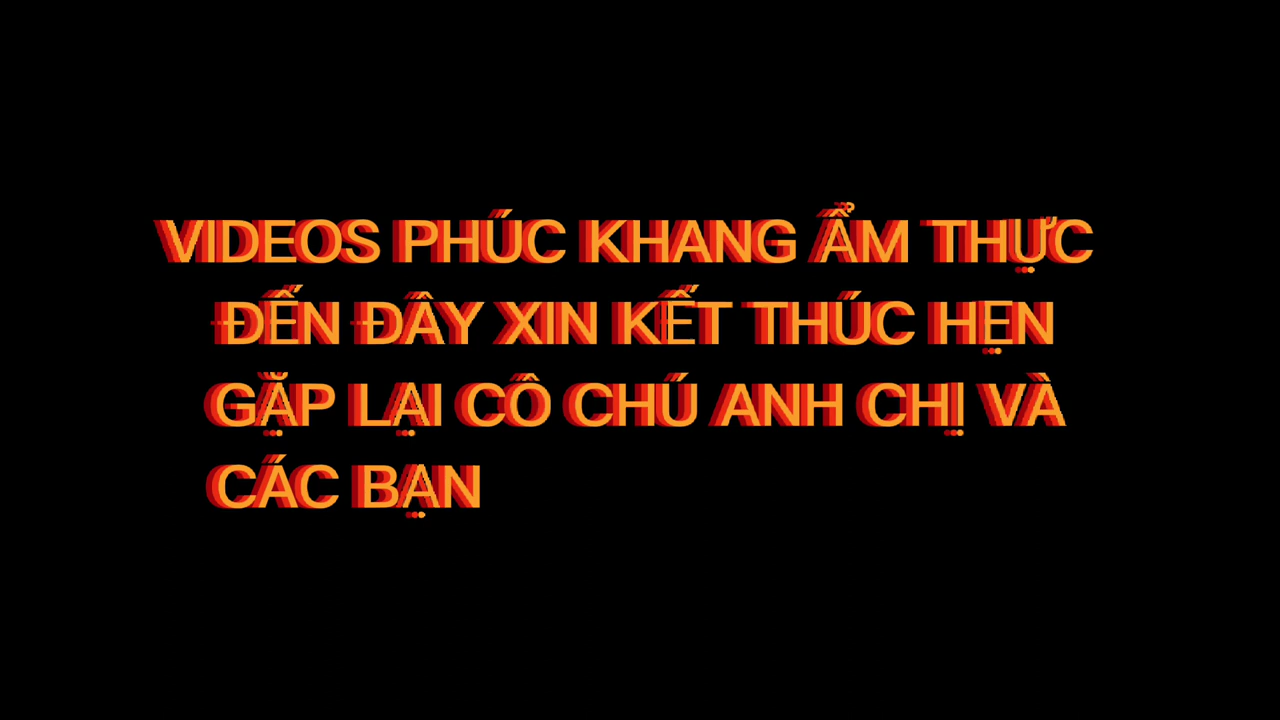 VIDEOS PHÚC KHANG ẨM THỰC
ĐẾN ĐÂY XIN KẾT THÚC HẸN
GẶP LẠI CÔ CHÚ ANH CHỊ VÀ
CÁC BẠN